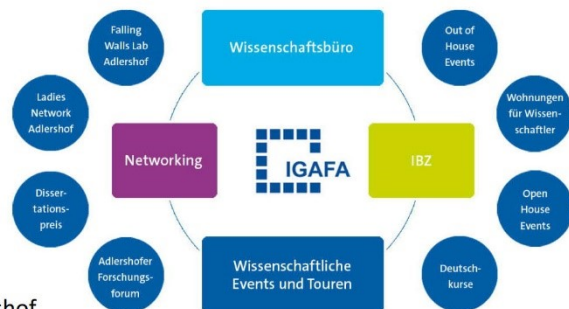 Falling
Walls Lab
Adlershof
Wissenschaftsbüro
Out of
House
Events
Ladies
Network
Adlershof
Wohnungen
für Wissen-
schaftler
Networking
IGAFA
IBZ
Disser-
tations-
preis
Open
House
Events
Adlershofer
Forschungs-
forum
Wissenschaftliche
Events und Touren
Deutsch-
kurse